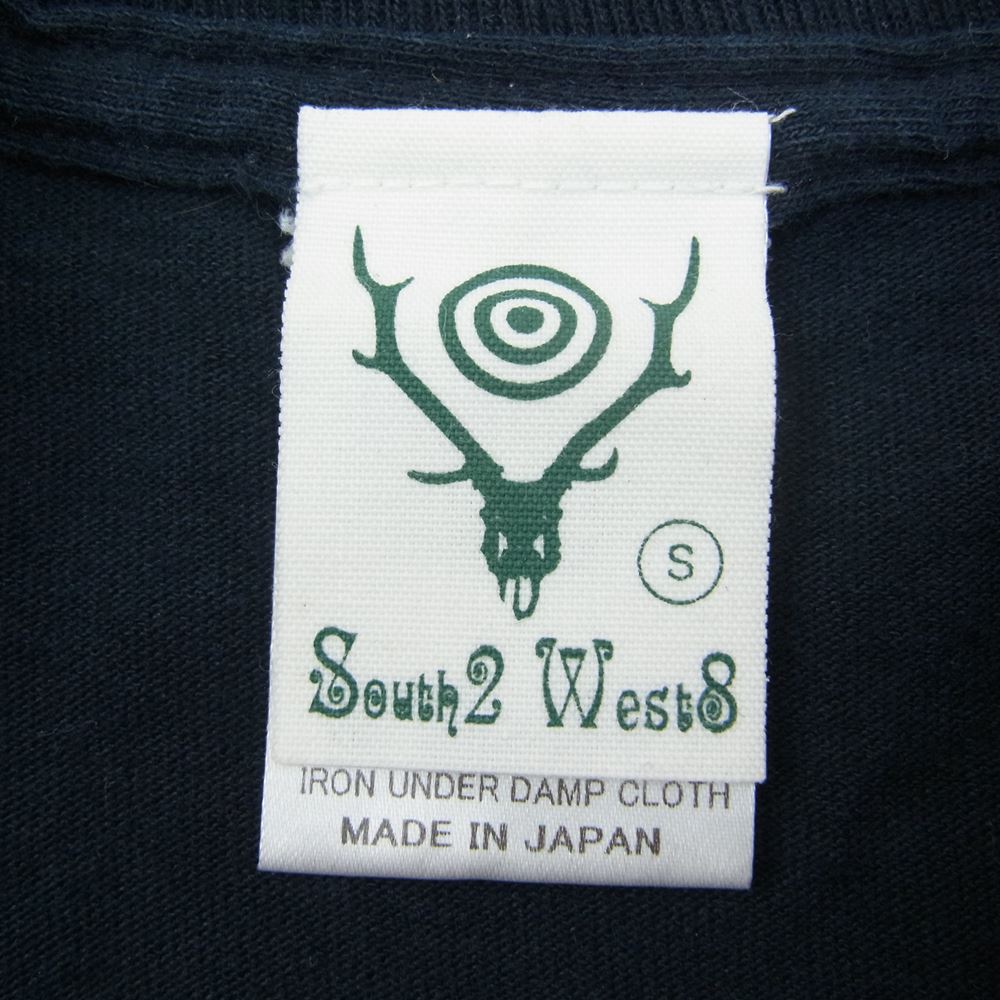 S
South2 West8
IRON UNDER DAMP CLOTH
MADE IN JAPAN